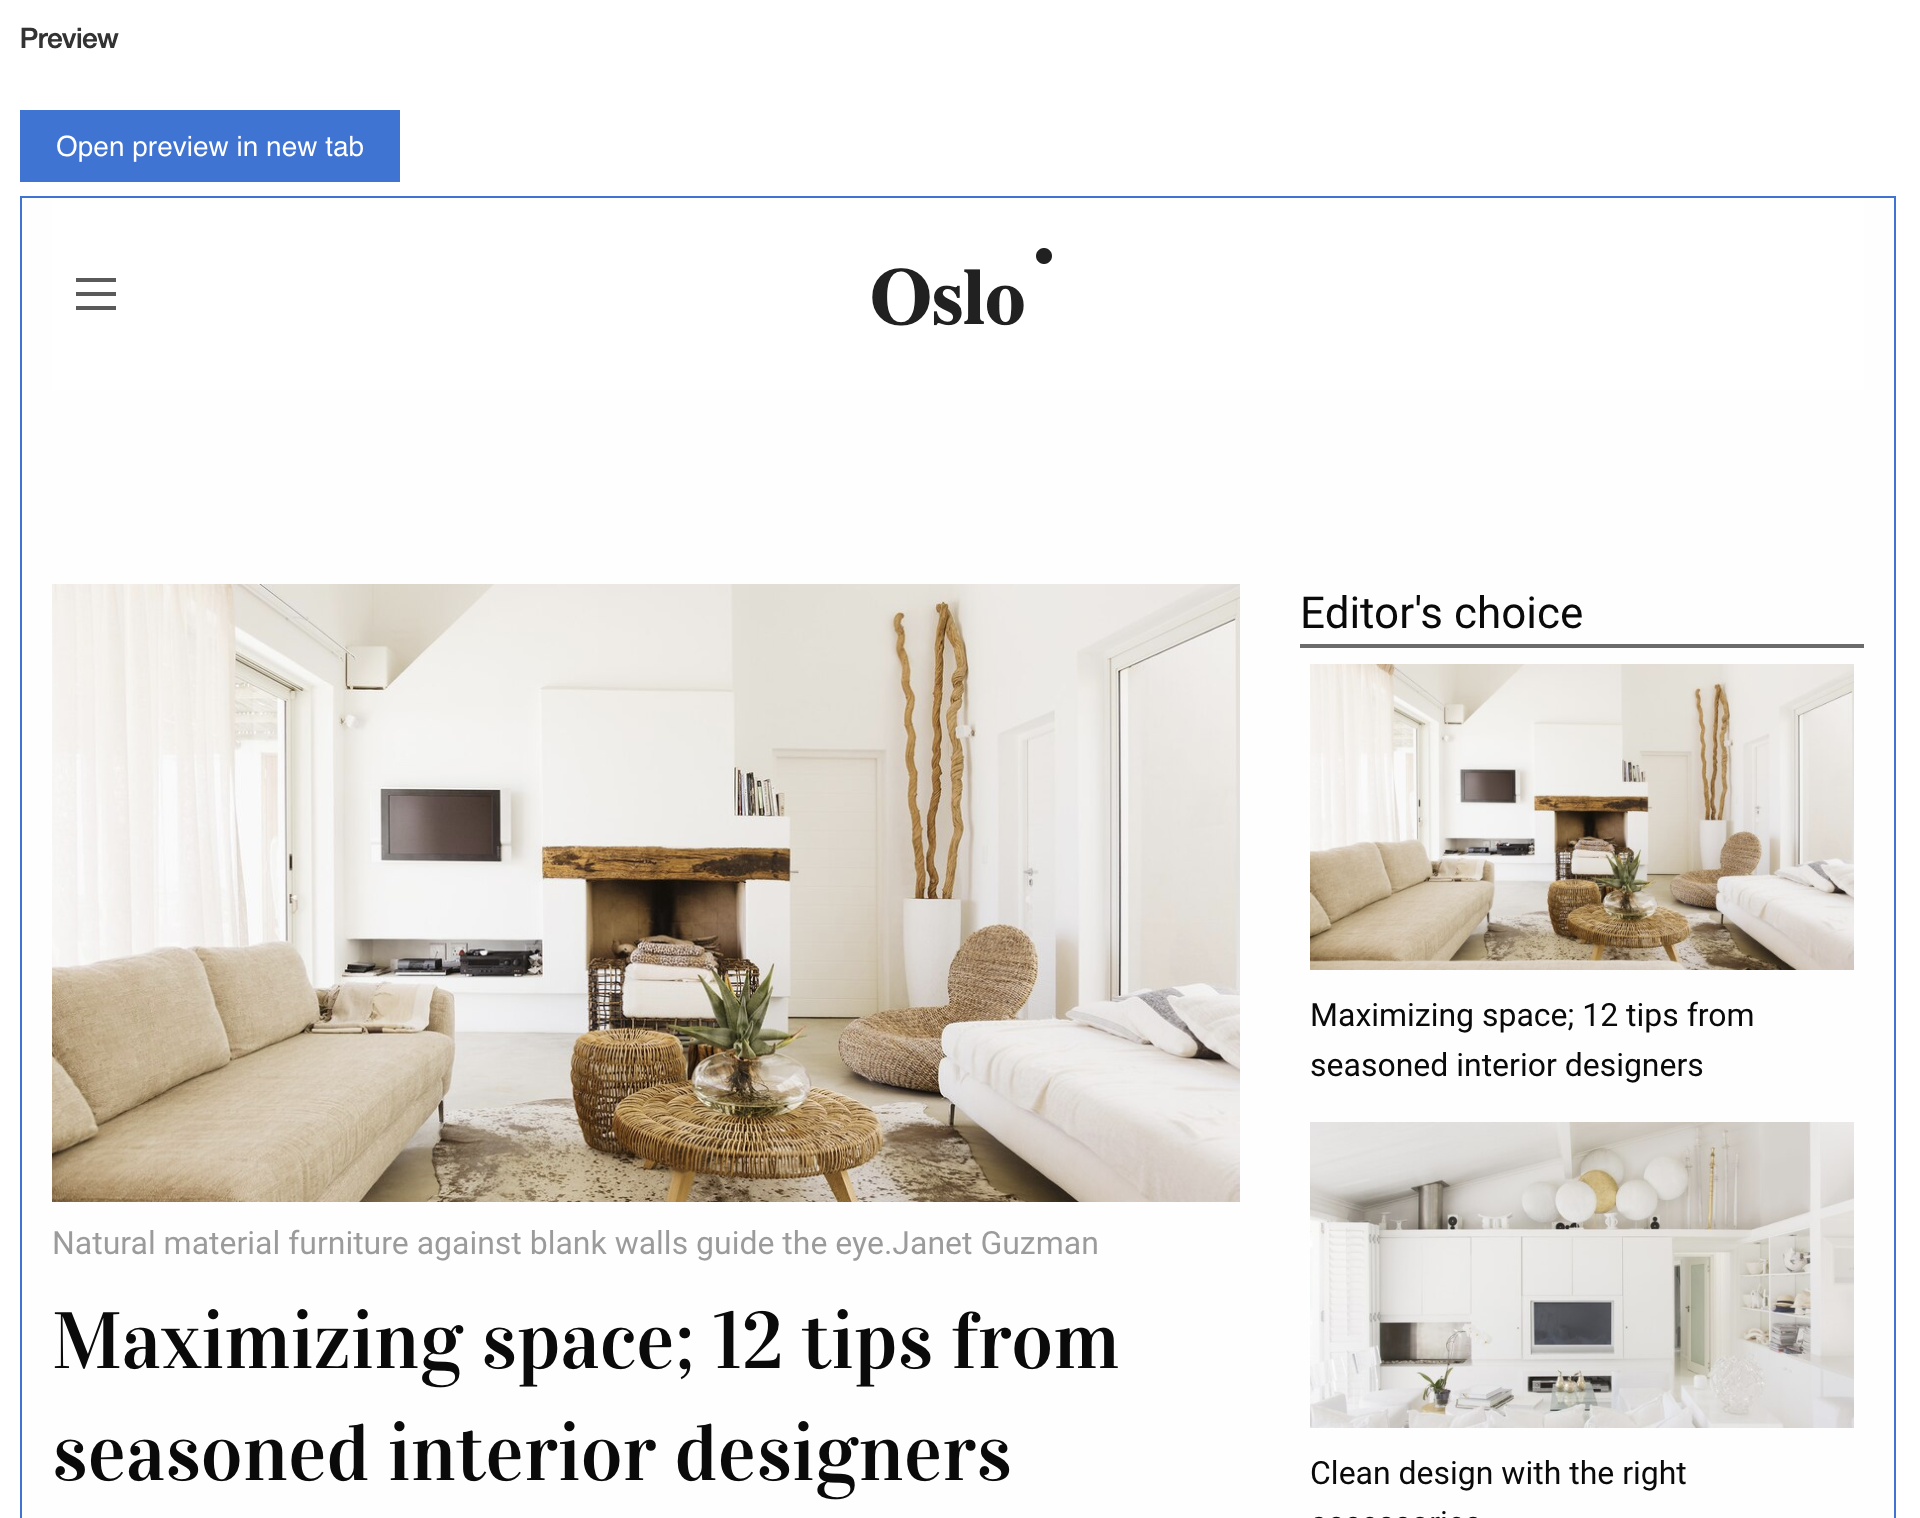 Preview
Open preview in new tab
Oslo
Natural material furniture against blank walls guide the eye.Janet Guzman
Maximizing space; 12 tips from
seasoned interior designers
Editor's choice
Maximizing space; 12 tips from
seasoned interior designers
Clean design with the right